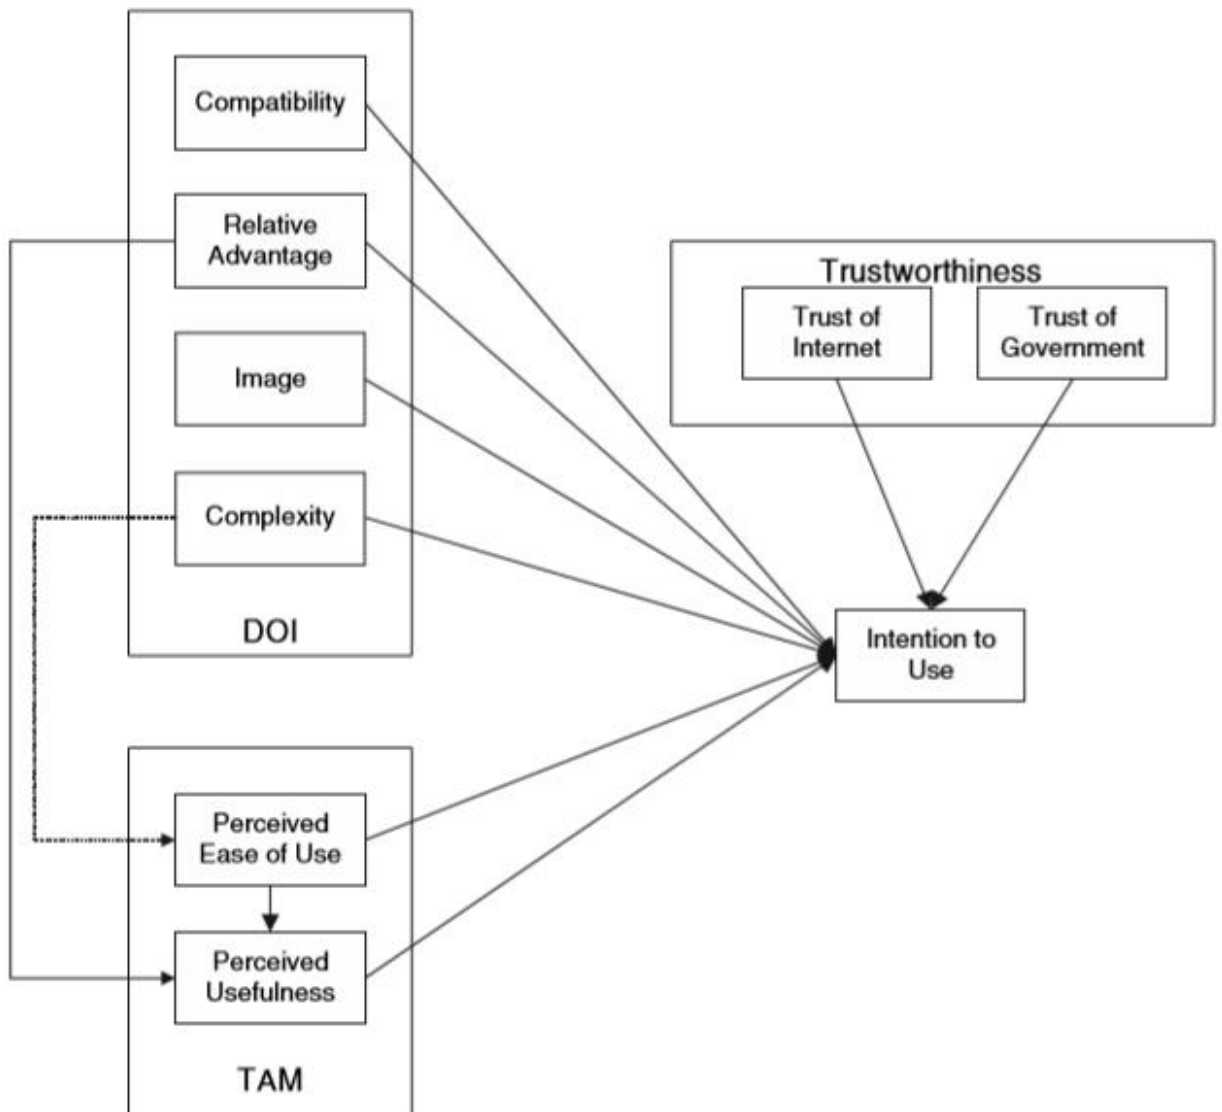 Compatibility
Relative
Advantage
Image
Complexity
DOI
Trustworthiness
Trust of
Internet
Trust of
Government
Intention to
Use
Perceived
Ease of Use
Perceived
Usefulness
TAM